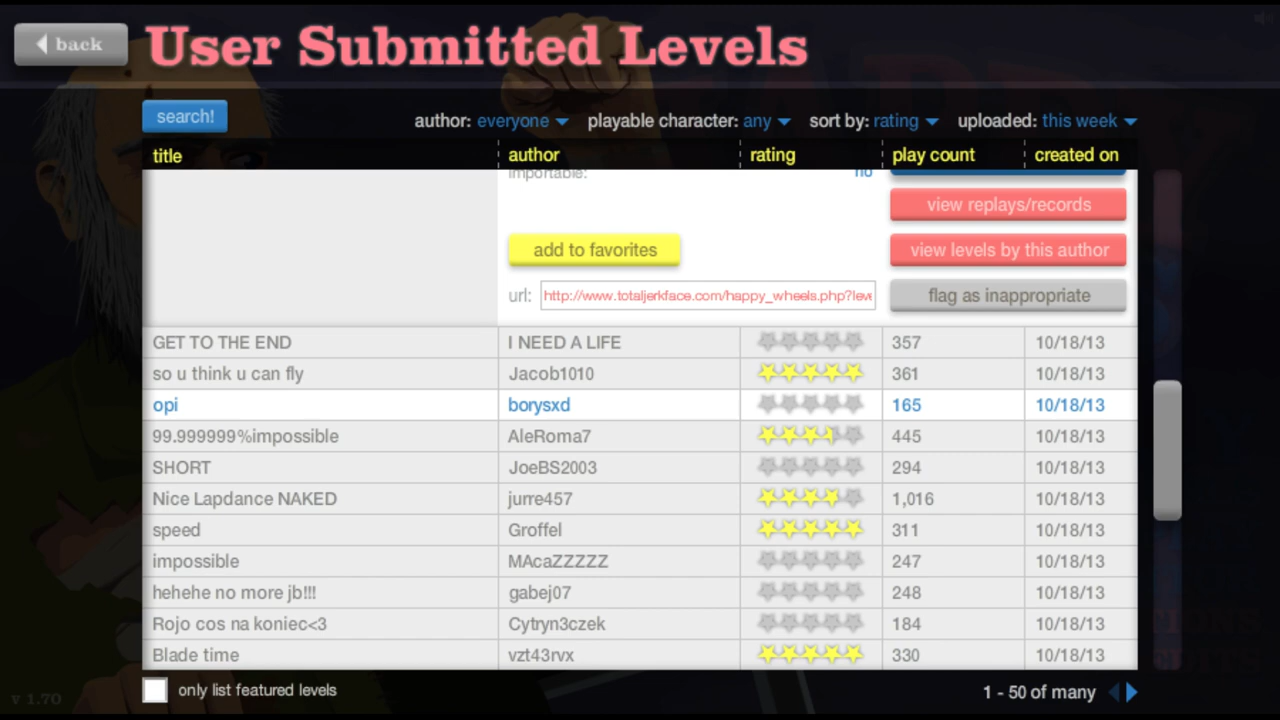 back
User Submitted Levels
search!
author: everyone playable character: any sort by: rating uploaded: this week
title author rating play count created on
importable: no
view replays/records
add to favorites view levels by this author
url: http://www.totaljerkface.com/happy_wheels.php?leve flag as inappropriate
GET TO THE END I NEED A LIFE 357 10/18/13
so u think u can fly Jacob1010 361 10/18/13
opi borysxd 165 10/18/13
99.999999%impossible AleRoma7 445 10/18/13
SHORT JoeBS2003 294 10/18/13
Nice Lapdance NAKED jurre457 1,016 10/18/13
speed Groffel 311 10/18/13
impossible MAcaZZZZZ 247 10/18/13
hehehe no more jb!!! gabej07 248 10/18/13
Rojo cos na koniec<3 Cytryn3czek 184 10/18/13
Blade time vzt43rvx 330 10/18/13
only list featured levels 1 - 50 of many
v 1.70